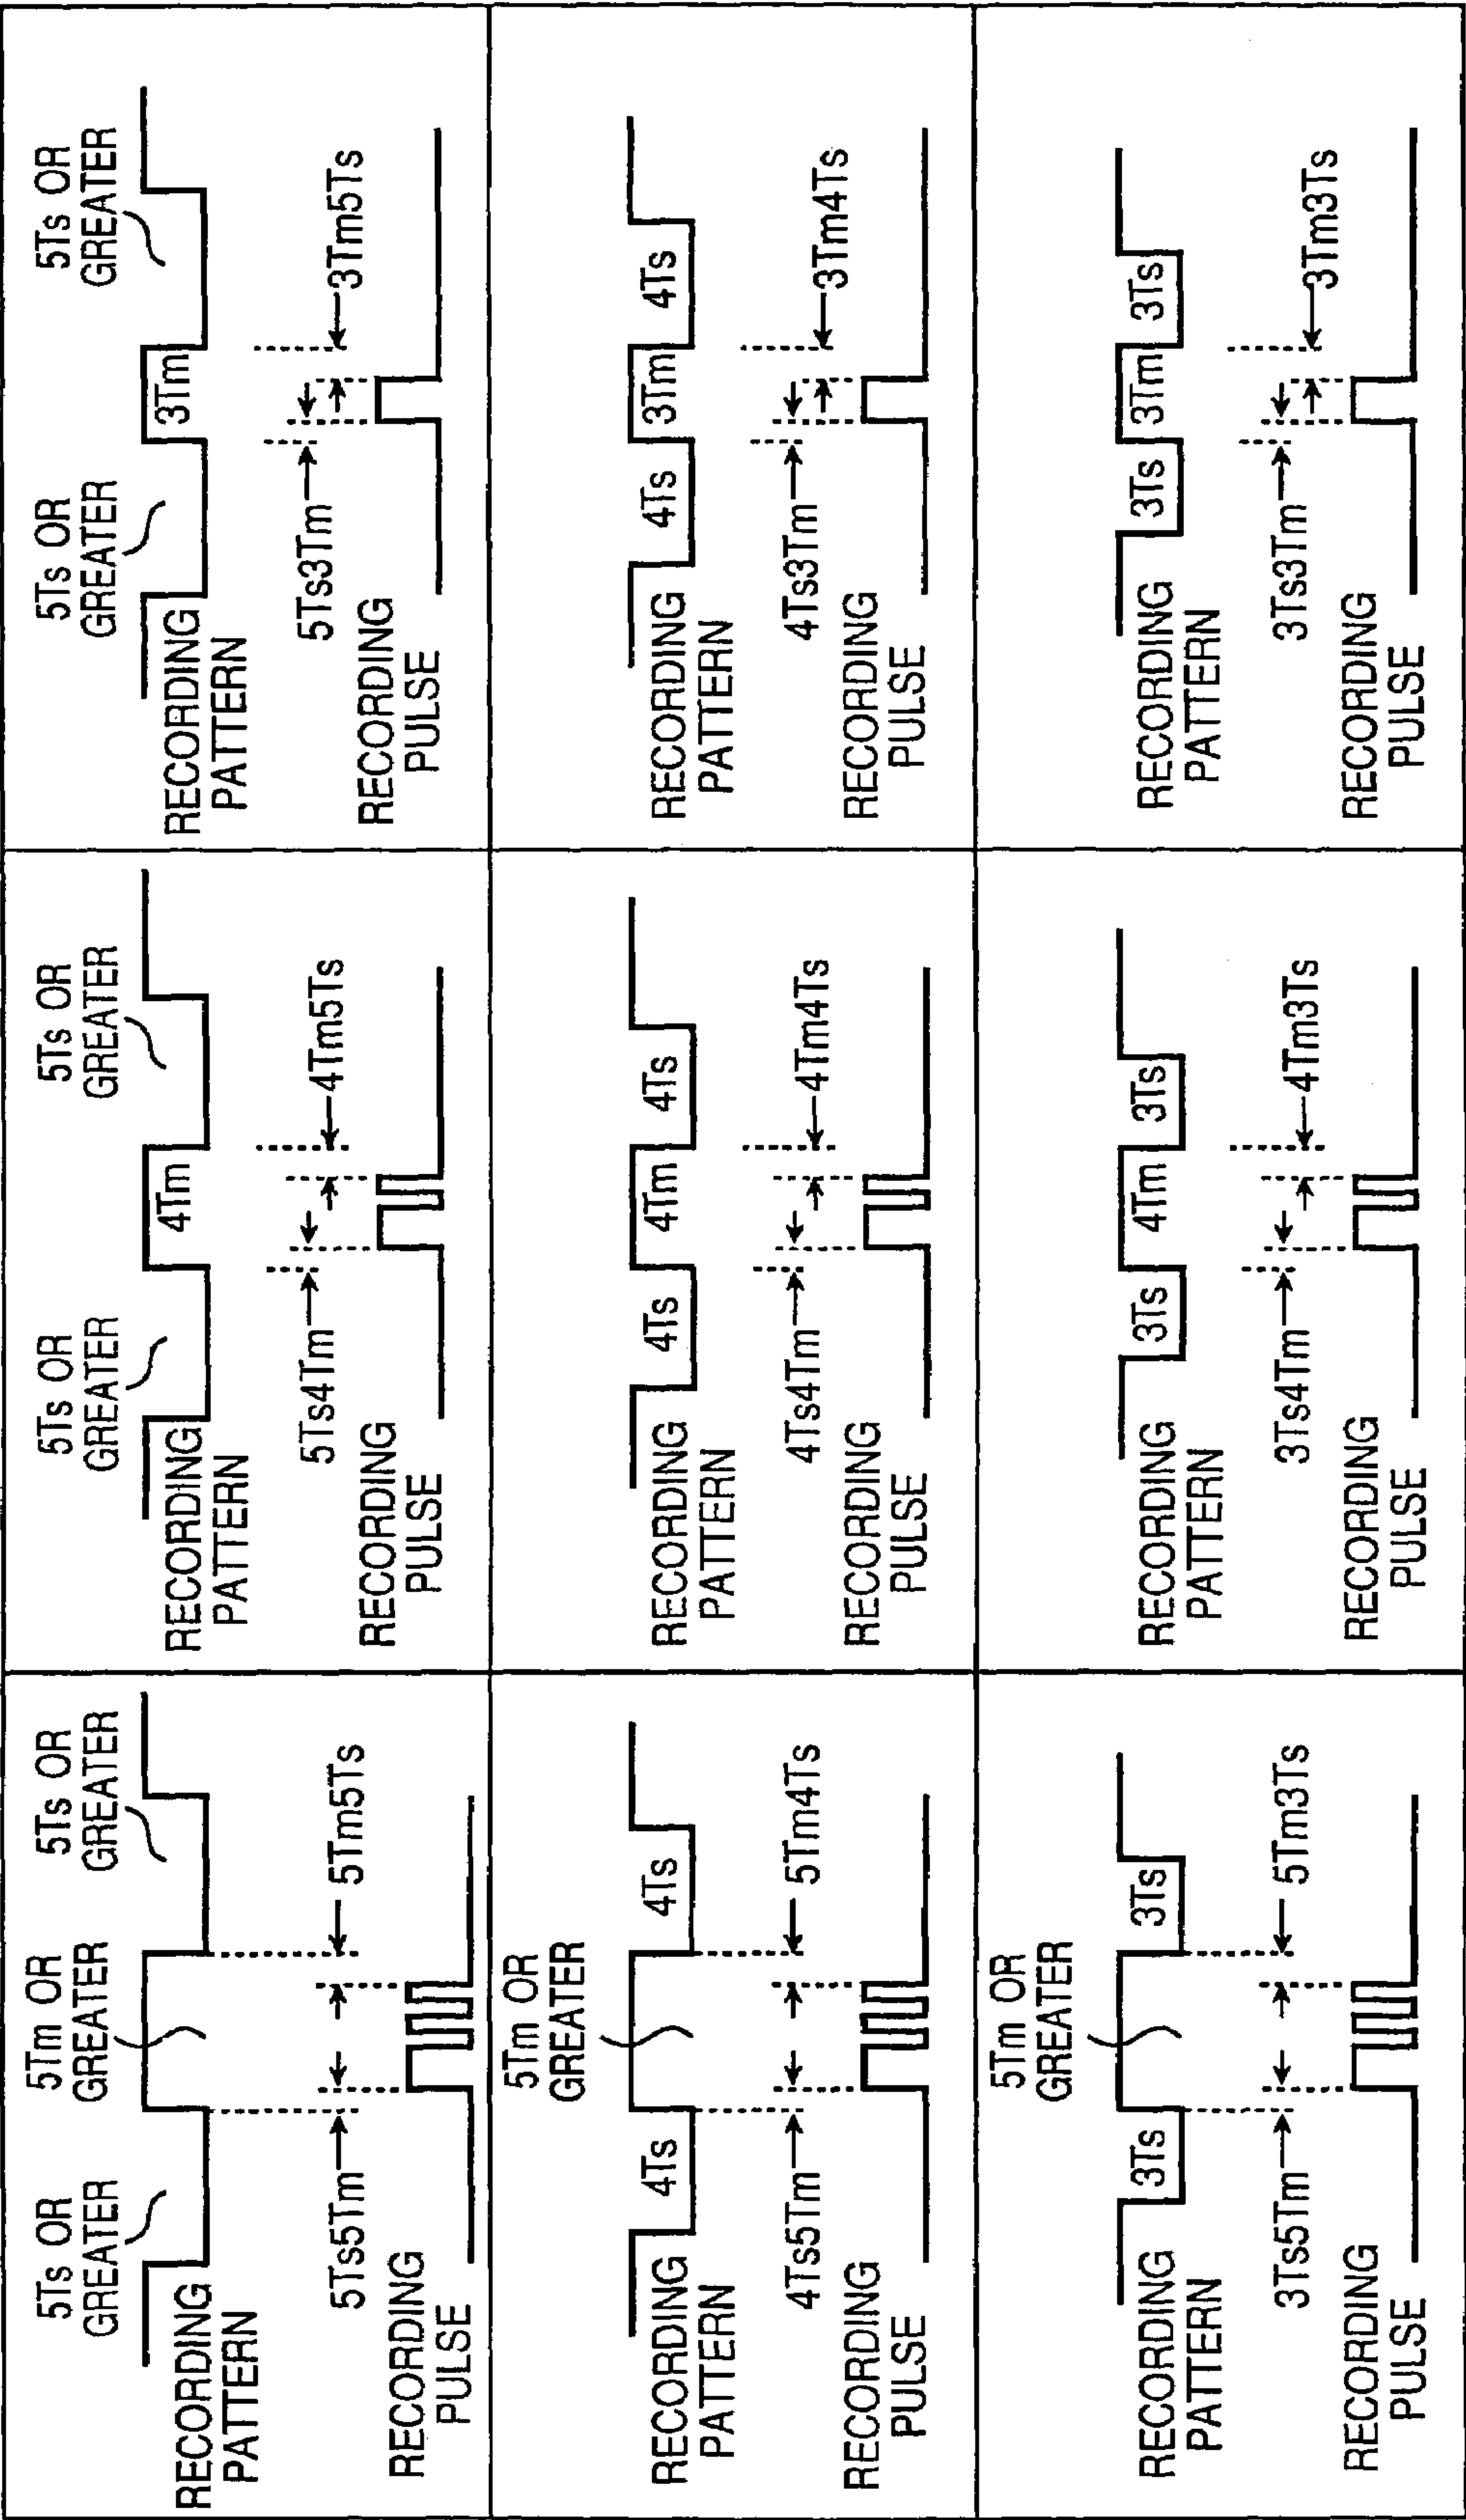 5Ts OR
GREATER
5Tm OR
GREATER
5Ts OR
GREATER
RECORDING
PATTERN
5Ts5Tm
5Tm5Ts
RECORDING
PULSE
5Ts OR
GREATER
4Tm
5Ts OR
GREATER
RECORDING
PATTERN
5Ts4Tm
4Tm5Ts
RECORDING
PULSE
5Ts OR
GREATER
3Tm
5Ts OR
GREATER
RECORDING
PATTERN
5Ts3Tm
3Tm5Ts
RECORDING
PULSE
5Tm OR
GREATER
4Ts
4Ts
RECORDING
PATTERN
4Ts5Tm
5Tm4Ts
RECORDING
PULSE
4Ts
4Tm
4Ts
RECORDING
PATTERN
4Ts4Tm
4Tm4Ts
RECORDING
PULSE
4Ts
3Tm
4Ts
RECORDING
PATTERN
4Ts3Tm
3Tm4Ts
RECORDING
PULSE
5Tm OR
GREATER
3Ts
3Ts
RECORDING
PATTERN
3Ts5Tm
5Tm3Ts
RECORDING
PULSE
3Ts
4Tm
3Ts
RECORDING
PATTERN
3Ts4Tm
4Tm3Ts
RECORDING
PULSE
3Ts
3Tm
3Ts
RECORDING
PATTERN
3Ts3Tm
3Tm3Ts
RECORDING
PULSE